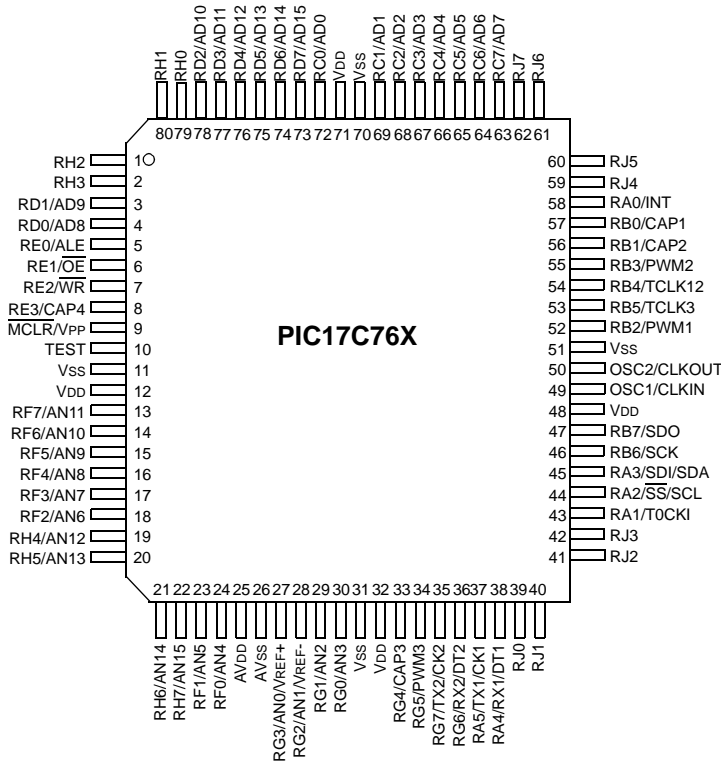 RH1
RH0
RD2/AD10
RD3/AD11
RD4/AD12
RD5/AD13
RD6/AD14
RD7/AD15
RC0/AD0
VDD
VSS
RC1/AD1
RC2/AD2
RC3/AD3
RC4/AD4
RC5/AD5
RC6/AD6
RC7/AD7
RJ7
RJ6
80 79 78 77 76 75 74 73 72 71 70 69 68 67 66 65 64 63 62 61
RH2 1 60 RJ5
RH3 2 59 RJ4
RD1/AD9 3 58 RA0/INT
RD0/AD8 4 57 RB0/CAP1
RE0/ALE 5 56 RB1/CAP2
RE1/OE 6 55 RB3/PWM2
RE2/WR 7 54 RB4/TCLK12
RE3/CAP4 8 53 RB5/TCLK3
MCLR/VPP 9 52 RB2/PWM1
PIC17C76X
TEST 10 51 VSS
VSS 11 50 OSC2/CLKOUT
VDD 12 49 OSC1/CLKIN
RF7/AN11 13 48 VDD
RF6/AN10 14 47 RB7/SDO
RF5/AN9 15 46 RB6/SCK
RF4/AN8 16 45 RA3/SDI/SDA
RF3/AN7 17 44 RA2/SS/SCL
RF2/AN6 18 43 RA1/T0CKI
RH4/AN12 19 42 RJ3
RH5/AN13 20 41 RJ2
21 22 23 24 25 26 27 28 29 30 31 32 33 34 35 36 37 38 39 40
RH6/AN14
RH7/AN15
RF1/AN5
RF0/AN4
AVDD
AVSS
RG3/AN0/VREF+
RG2/AN1/VREF-
RG1/AN2
RG0/AN3
VSS
VDD
RG4/CAP3
RG5/PWM3
RG7/TX2/CK2
RG6/RX2/DT2
RA5/TX1/CK1
RA4/RX1/DT1
RJ0
RJ1